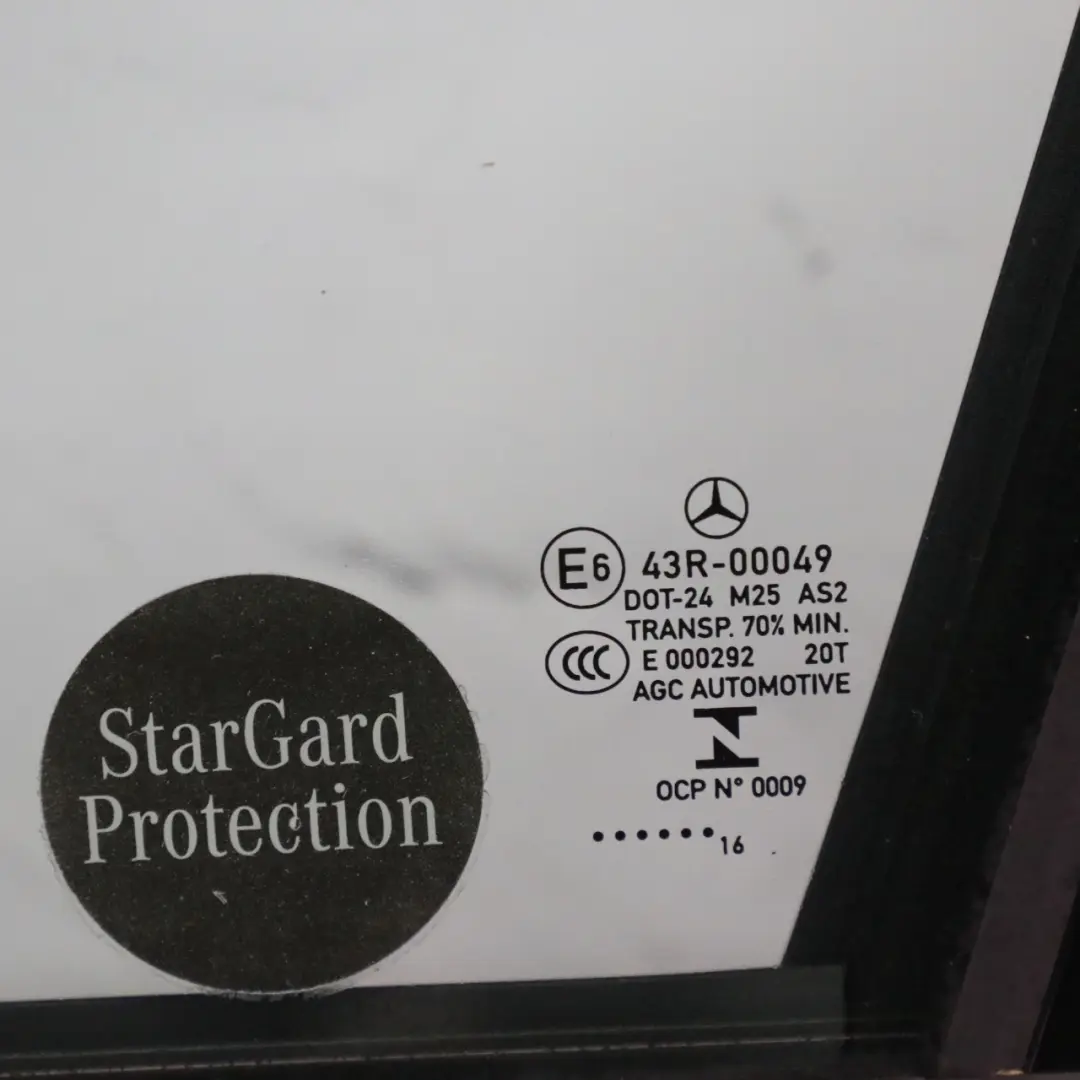 StarGard
Protection
E6 43R-00049
DOT-24 M25 AS2
TRANSP. 70% MIN.
CCC E 000292 20T
AGC AUTOMOTIVE
OCP N° 0009
······16